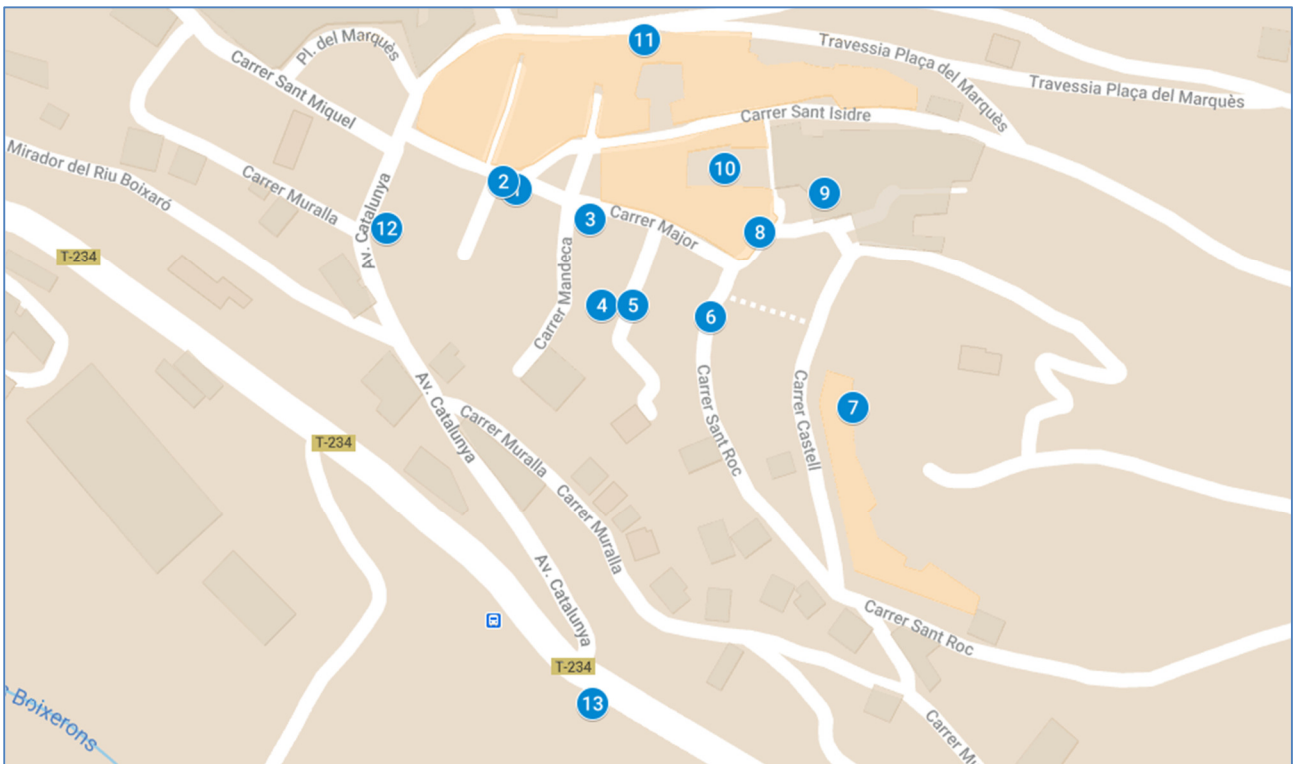 11
Pl. del Marquès
Travessia Plaça del Marquès
Carrer Sant Miquel
Travessia Plaça del Marquès
Carrer Sant Isidre
Mirador del Riu Boixaró
10
2
1
Carrer Muralla
9
Av. Catalunya
3
Carrer Major
12
8
T-234
Carrer Mandeca
4
5
6
Av. Catalunya
Carrer Sant Roc
Carrer Castell
7
Carrer Muralla
T-234
Carrer Muralla
Av. Catalunya
Carrer Sant Roc
T-234
13
Boixerons
Carrer M